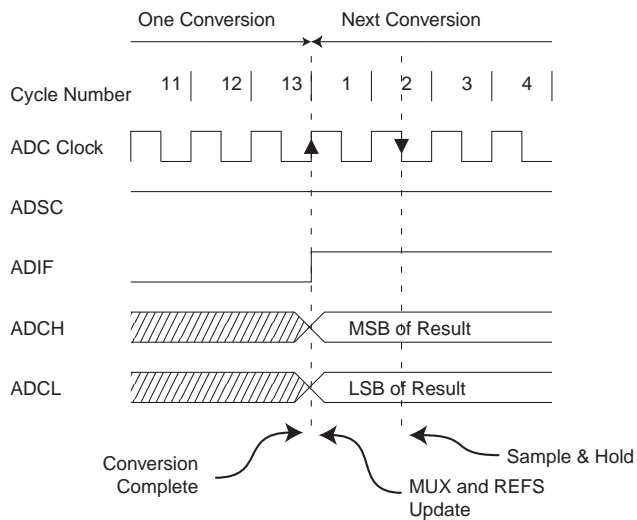 One Conversion Next Conversion
Cycle Number 11 12 13 1 2 3 4
ADC Clock
ADSC
ADIF
ADCH MSB of Result
ADCL LSB of Result
Conversion
Complete
MUX and REFS
Update
Sample & Hold